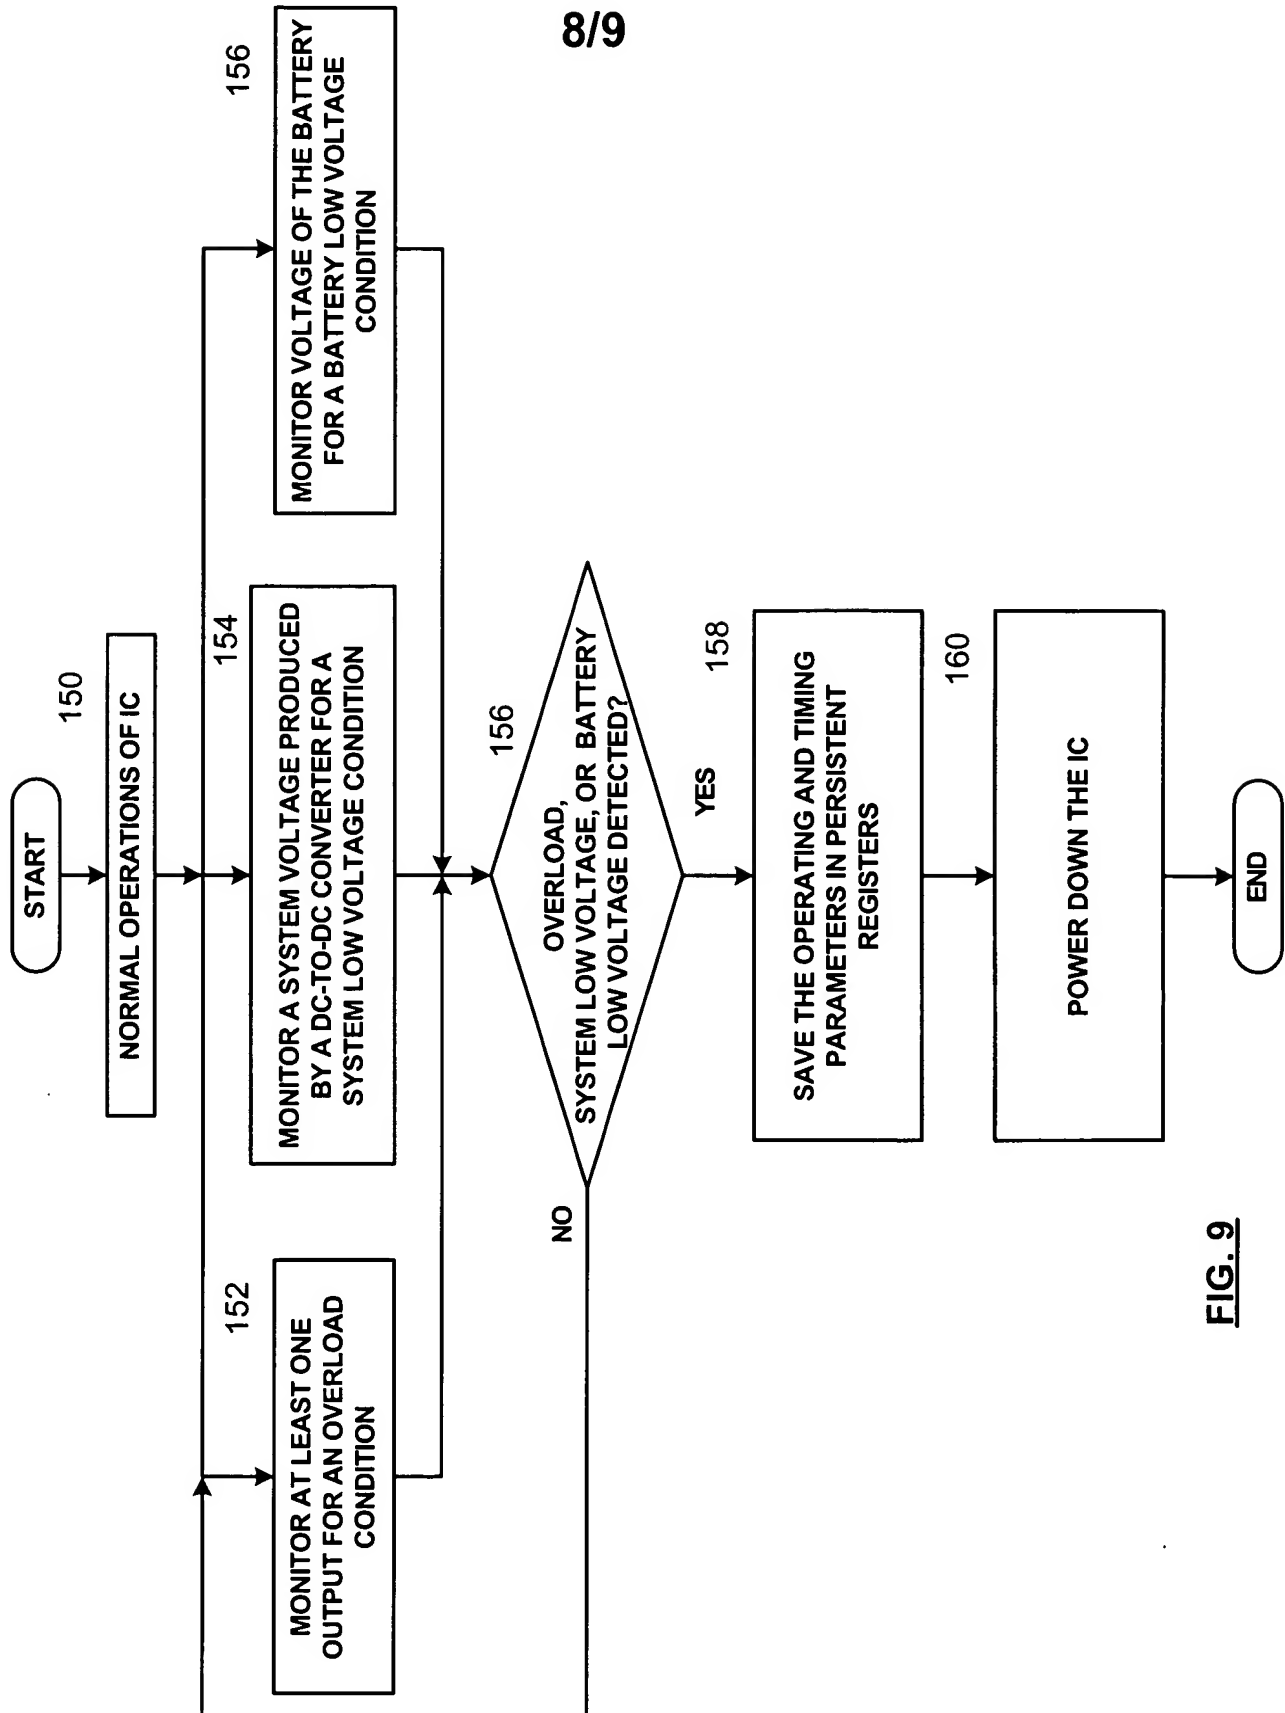 8/9
START
150
NORMAL OPERATIONS OF IC
152
MONITOR AT LEAST ONE
OUTPUT FOR AN OVERLOAD
CONDITION
154
MONITOR A SYSTEM VOLTAGE PRODUCED
BY A DC-TO-DC CONVERTER FOR A
SYSTEM LOW VOLTAGE CONDITION
156
MONITOR VOLTAGE OF THE BATTERY
FOR A BATTERY LOW VOLTAGE
CONDITION
156
OVERLOAD,
SYSTEM LOW VOLTAGE, OR BATTERY
LOW VOLTAGE DETECTED?
NO
YES
158
SAVE THE OPERATING AND TIMING
PARAMETERS IN PERSISTENT
REGISTERS
160
POWER DOWN THE IC
END
FIG. 9